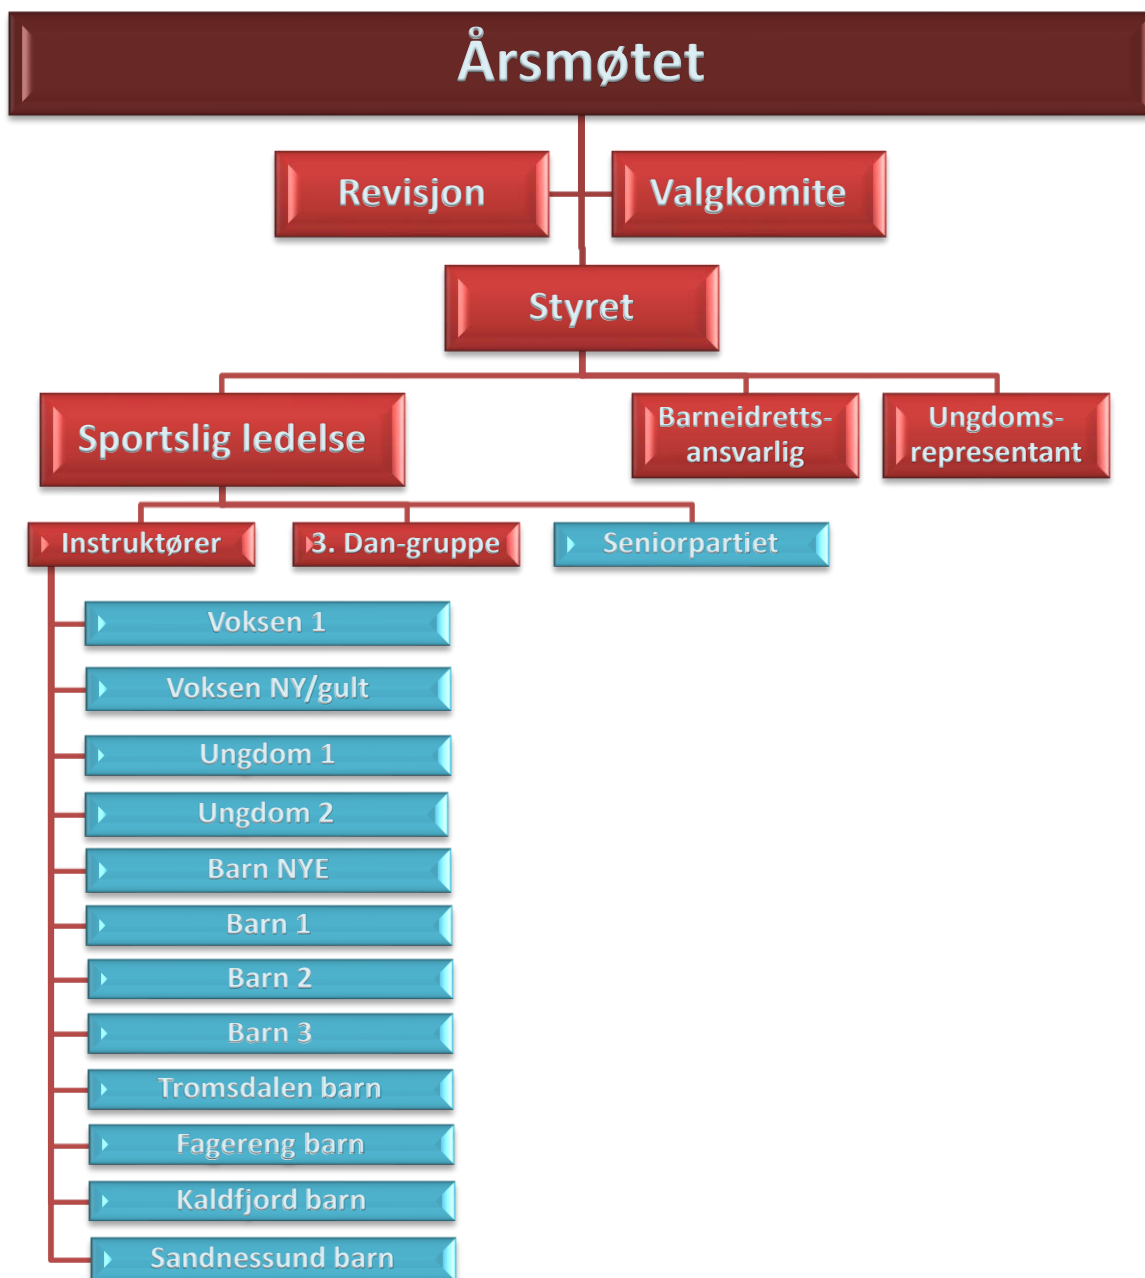 Årsmøtet
Revisjon
Valgkomite
Styret
Sportslig ledelse
Barneidretts-
ansvarlig
Ungdoms-
representant
Instruktører
3. Dan-gruppe
Seniorpartiet
Voksen 1
Voksen NY/gult
Ungdom 1
Ungdom 2
Barn NYE
Barn 1
Barn 2
Barn 3
Tromsdalen barn
Fagereng barn
Kaldfjord barn
Sandnessund barn